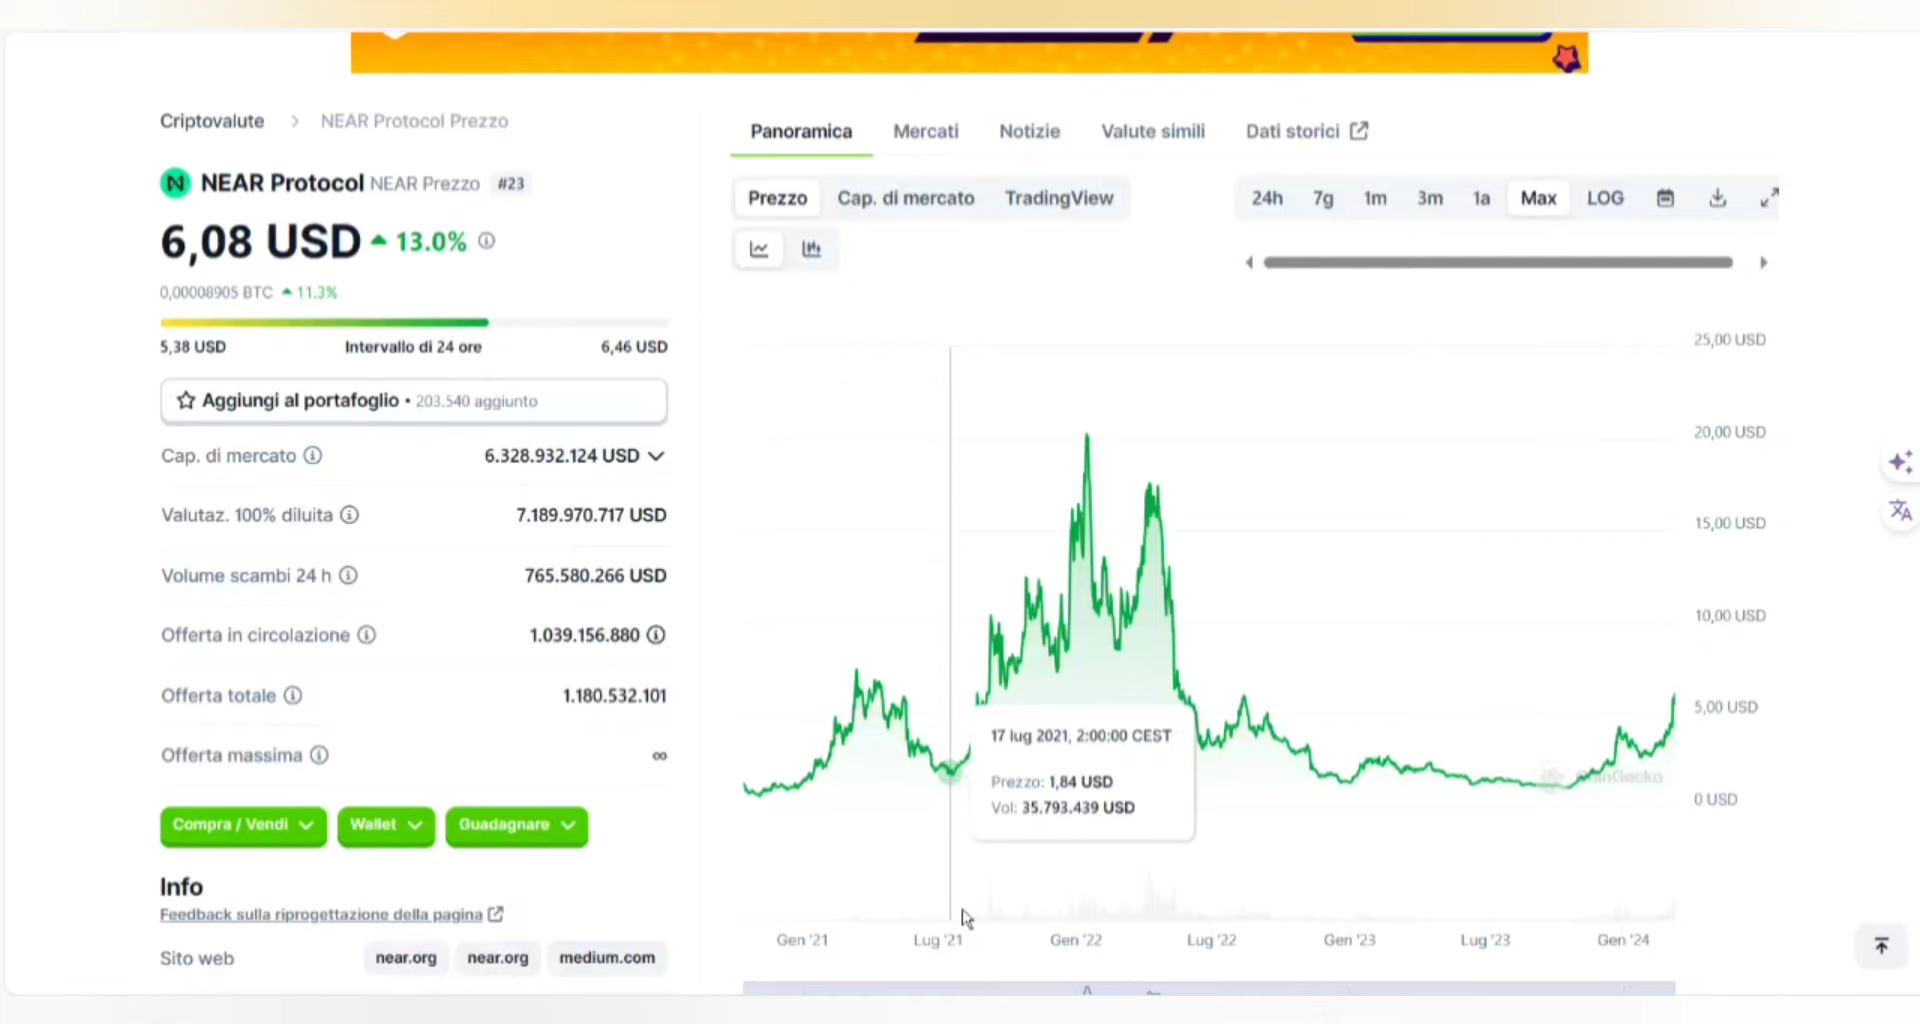 Criptovalute > NEAR Protocol Prezzo
NEAR Protocol NEAR Prezzo #23
6,08 USD ▲ 13.0%
0,00008905 BTC ▲ 11.3%
5,38 USD Intervallo di 24 ore 6,46 USD
Aggiungi al portafoglio • 203.540 aggiunto
Cap. di mercato 6.328.932.124 USD
Valutaz. 100% diluita 7.189.970.717 USD
Volume scambi 24 h 765.580.266 USD
Offerta in circolazione 1.039.156.880
Offerta totale 1.180.532.101
Offerta massima ∞
Compra / Vendi Wallet Guadagnare
Info
Feedback sulla riprogettazione della pagina
Sito web near.org near.org medium.com
Panoramica Mercati Notizie Valute simili Dati storici
Prezzo Cap. di mercato TradingView
24h 7g 1m 3m 1a Max LOG
25,00 USD
20,00 USD
15,00 USD
10,00 USD
5,00 USD
0 USD
17 lug 2021, 2:00:00 CEST
Prezzo: 1,84 USD
Vol: 35.793.439 USD
CoinGecko
Gen '21 Lug '21 Gen '22 Lug '22 Gen '23 Lug '23 Gen '24